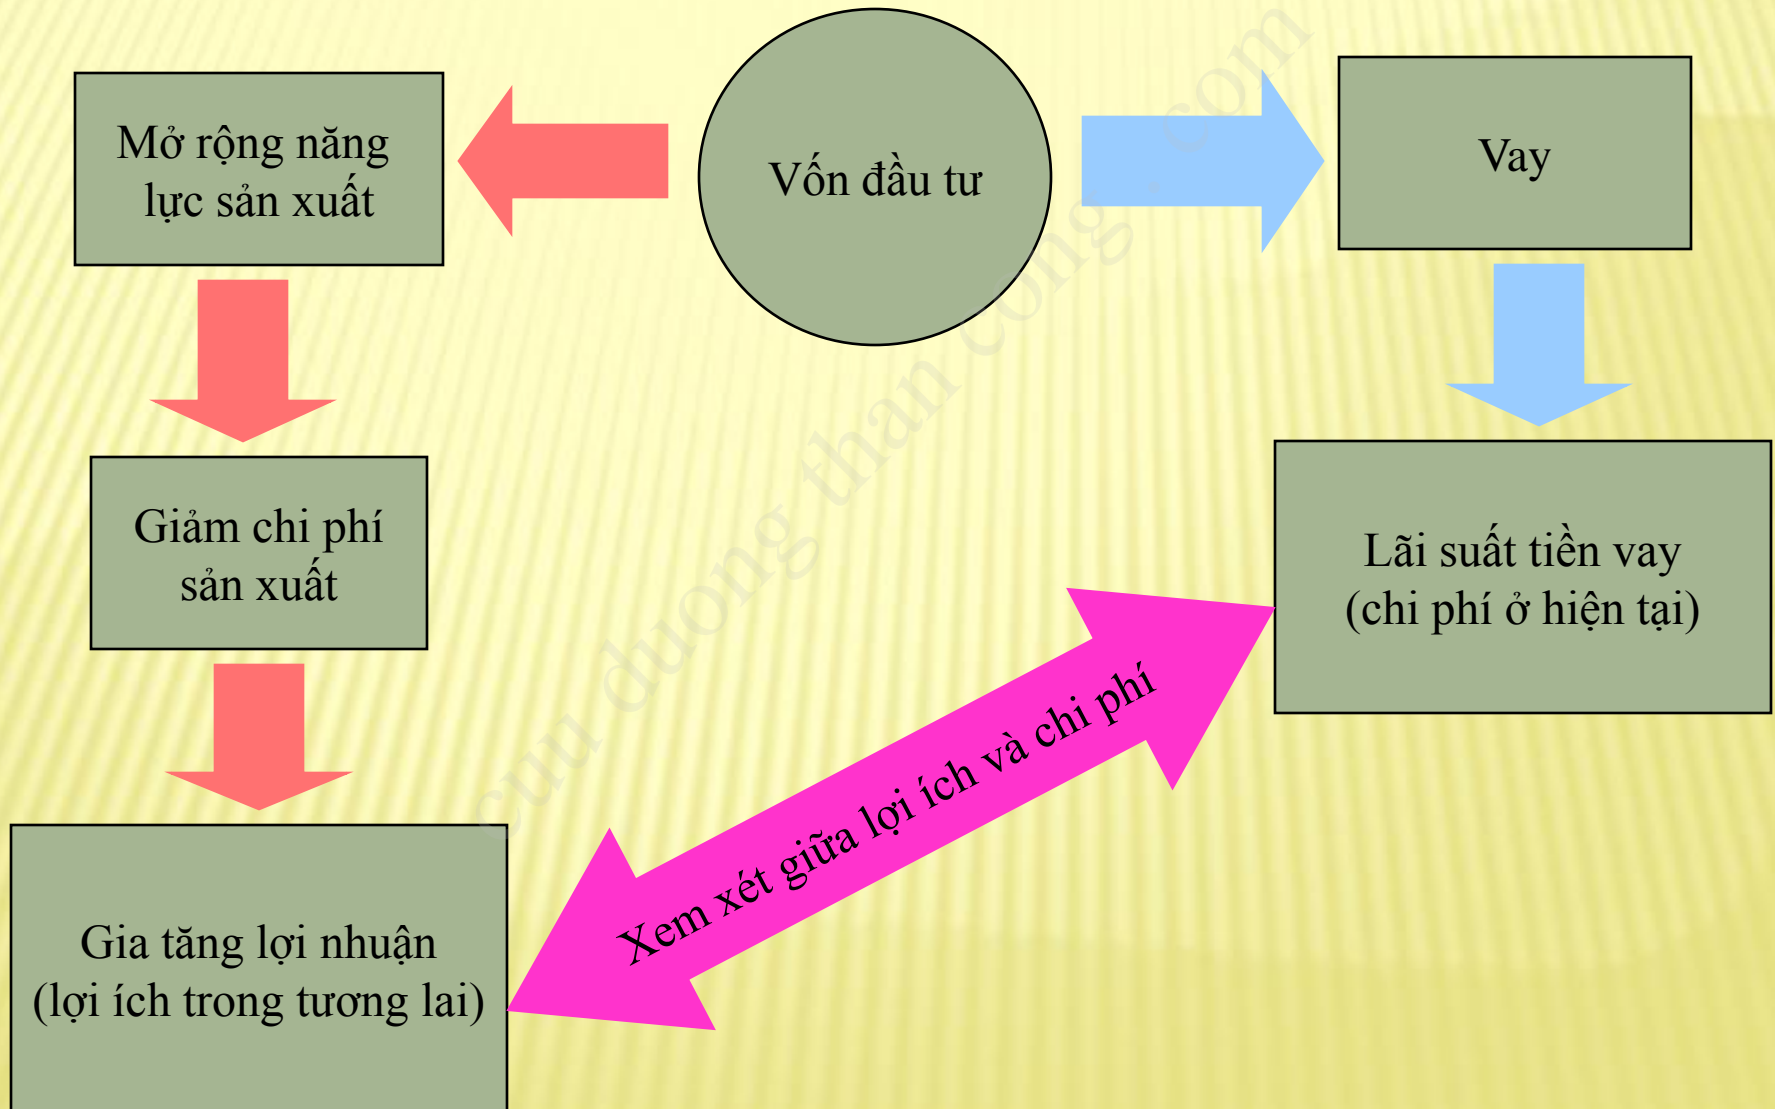 Mở rộng năng
lực sản xuất
Vốn đầu tư
Vay
Giảm chi phí
sản xuất
Lãi suất tiền vay
(chi phí ở hiện tại)
Xem xét giữa lợi ích và chi phí
Gia tăng lợi nhuận
(lợi ích trong tương lai)
cuu duong than cong . com